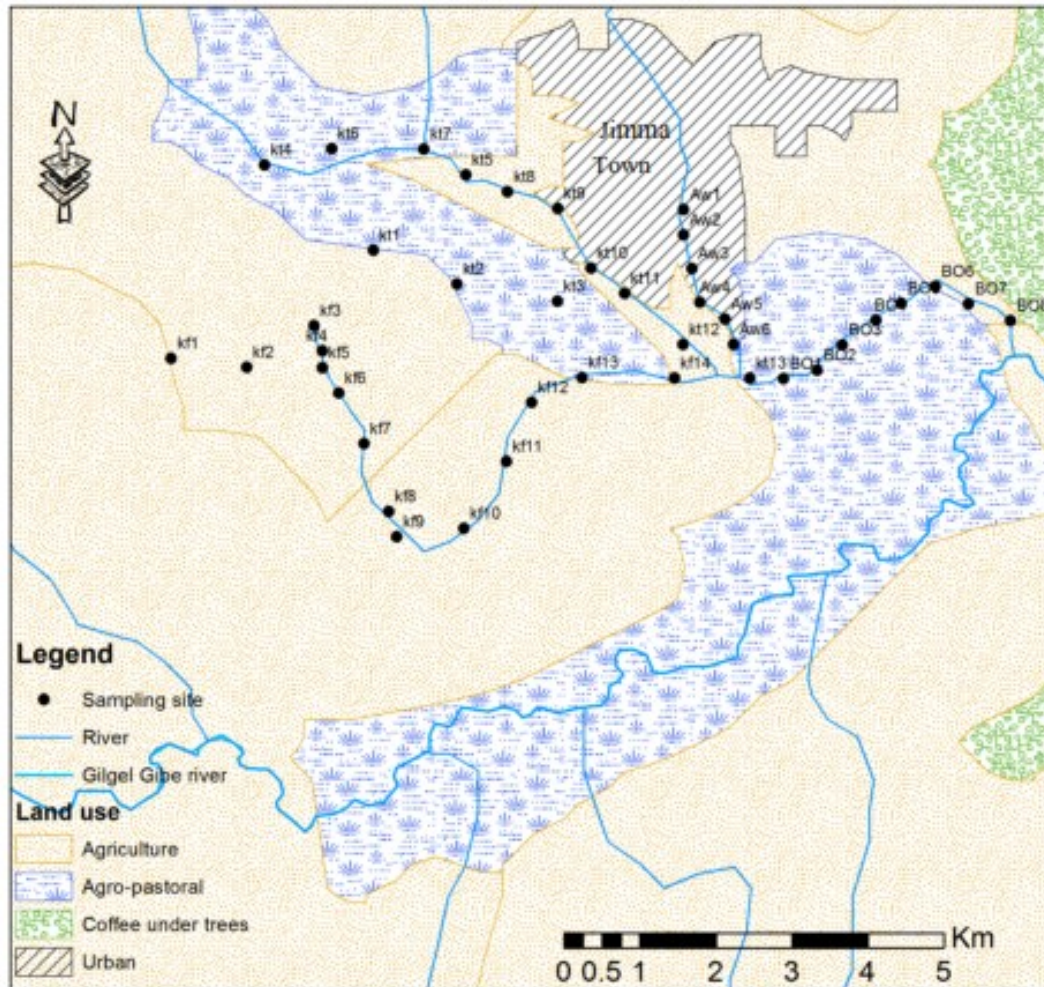 N
Jimma
Town
kt6
kt7
kt4
kt5
kt8
kt9
Aw1
Aw2
kt1
kt10
Aw3
kt2
kt3
kt11
Aw4
Aw5
BO6
BO7
BO8
kf3
kf4
kf5
kf1
kf2
kf6
kt12
Aw6
BO3
kf13
kf14
kt13
BO1
BO2
kf12
kf7
kf11
kf8
kf9
kf10
Legend
Sampling site
River
Gilgel Gibe river
Land use
Agriculture
Agro-pastoral
Coffee under trees
Urban
Km
0 0.5 1 2 3 4 5